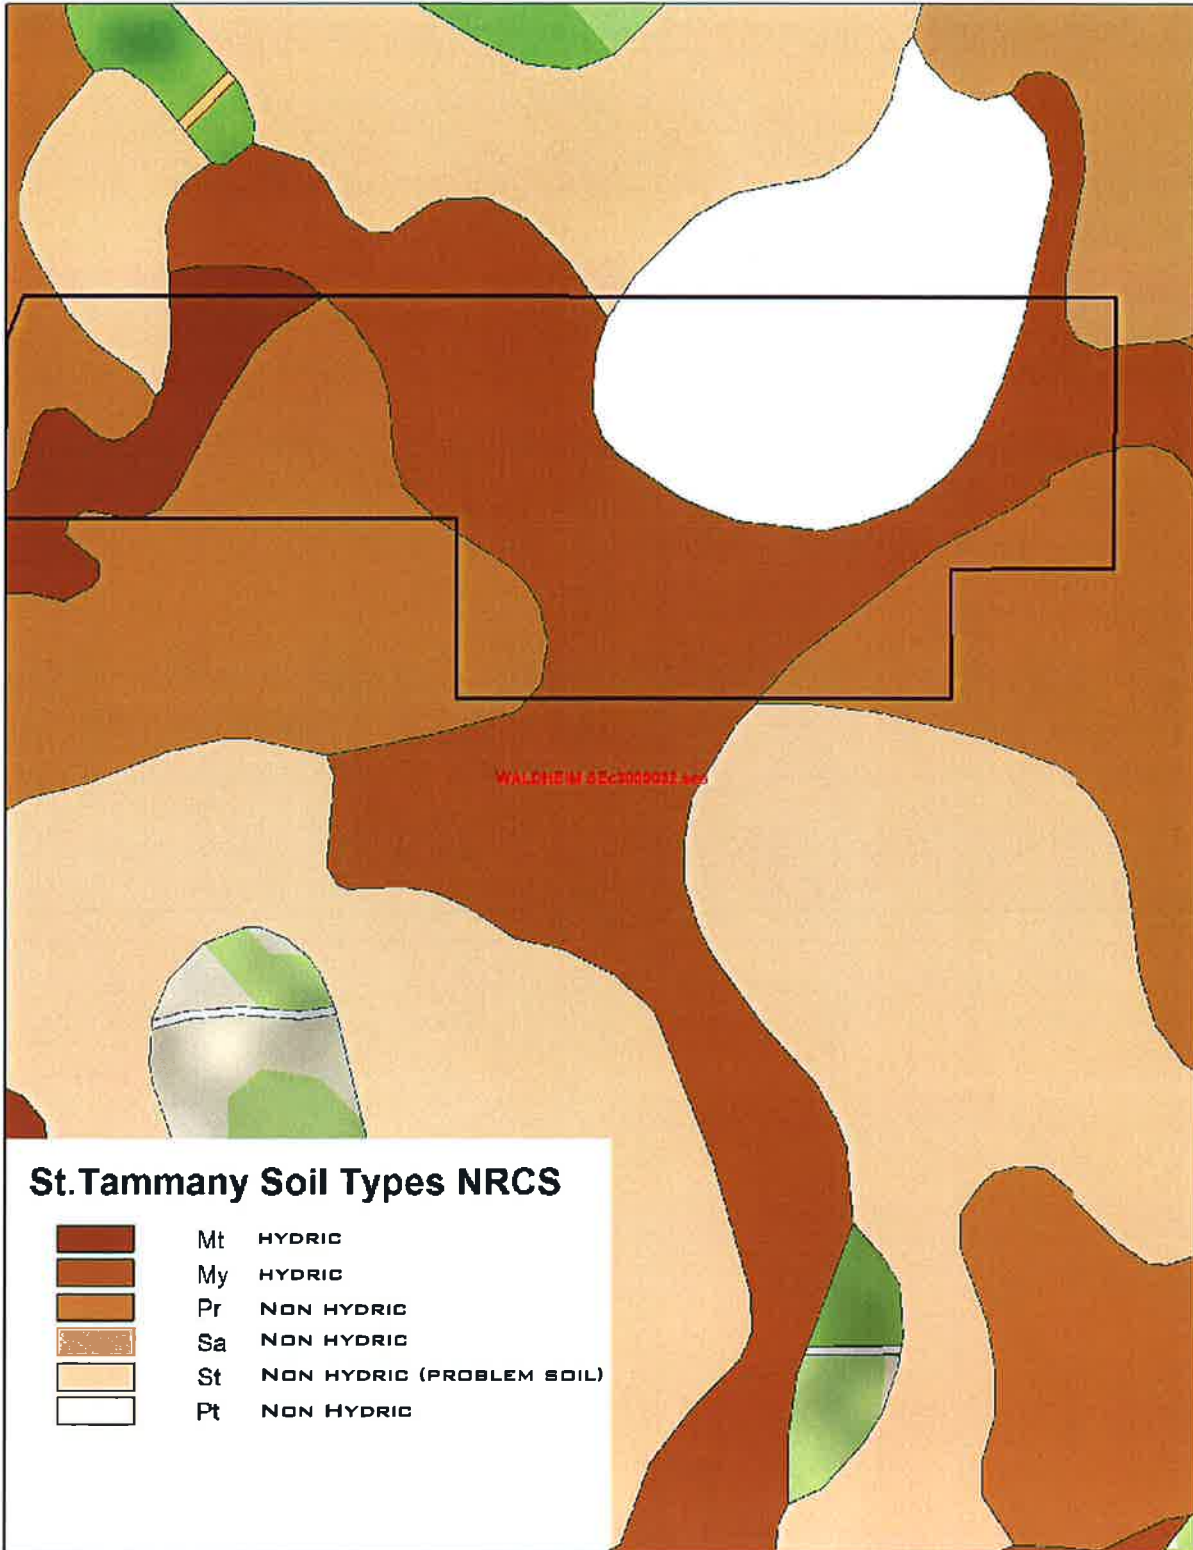 WALDHEIM
St.Tammany Soil Types NRCS
Mt HYDRIC
My HYDRIC
Pr NON HYDRIC
Sa NON HYDRIC
St NON HYDRIC (PROBLEM SOIL)
Pt NON HYDRIC